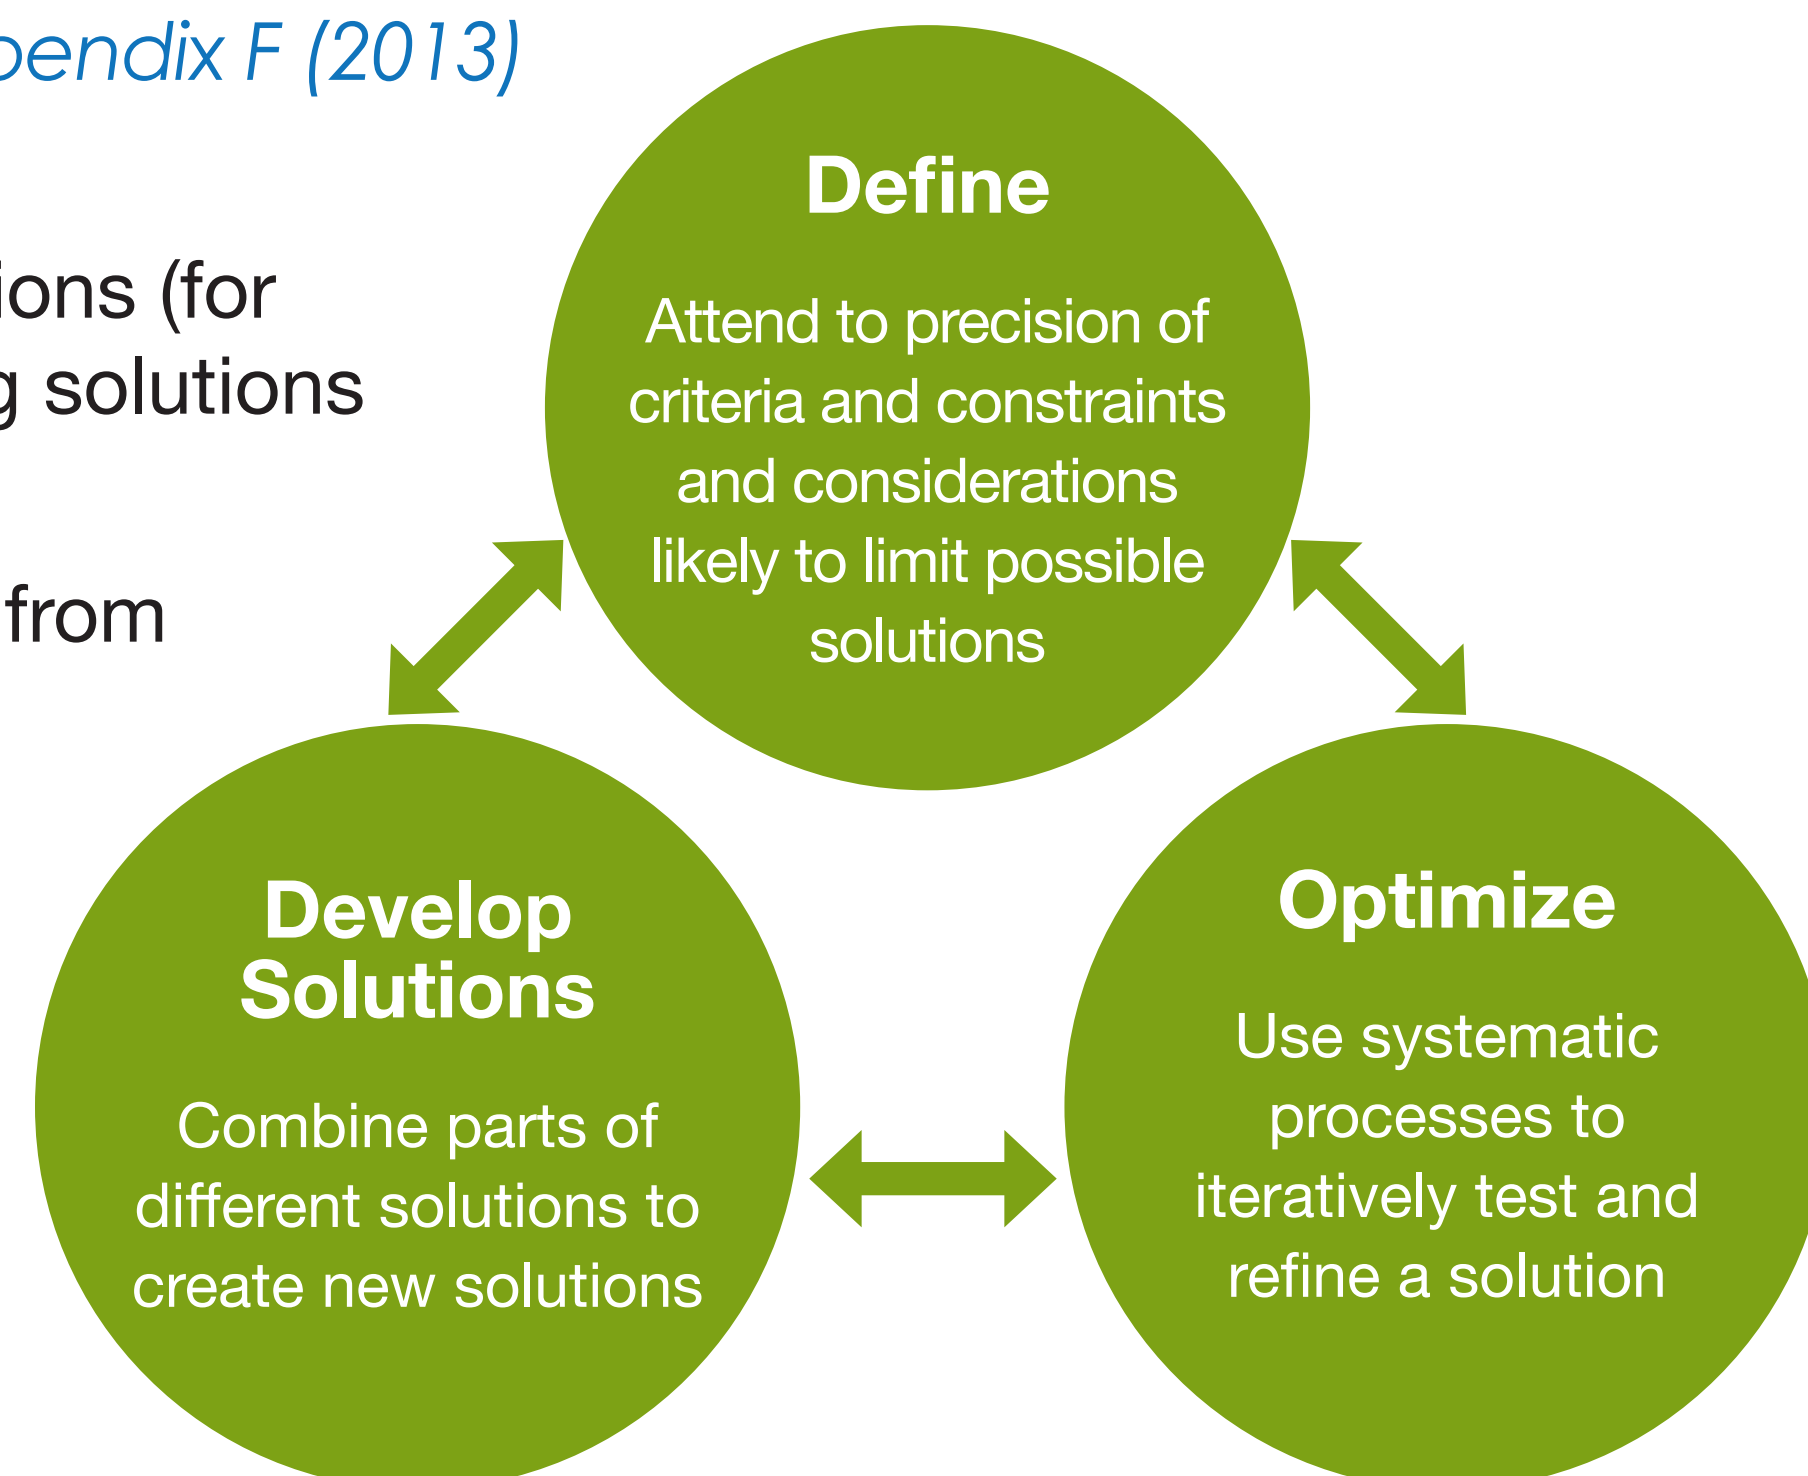 pendix F (2013)
ions (for
g solutions
from
Define
Attend to precision of
criteria and constraints
and considerations
likely to limit possible
solutions
Develop
Solutions
Combine parts of
different solutions to
create new solutions
Optimize
Use systematic
processes to
iteratively test and
refine a solution